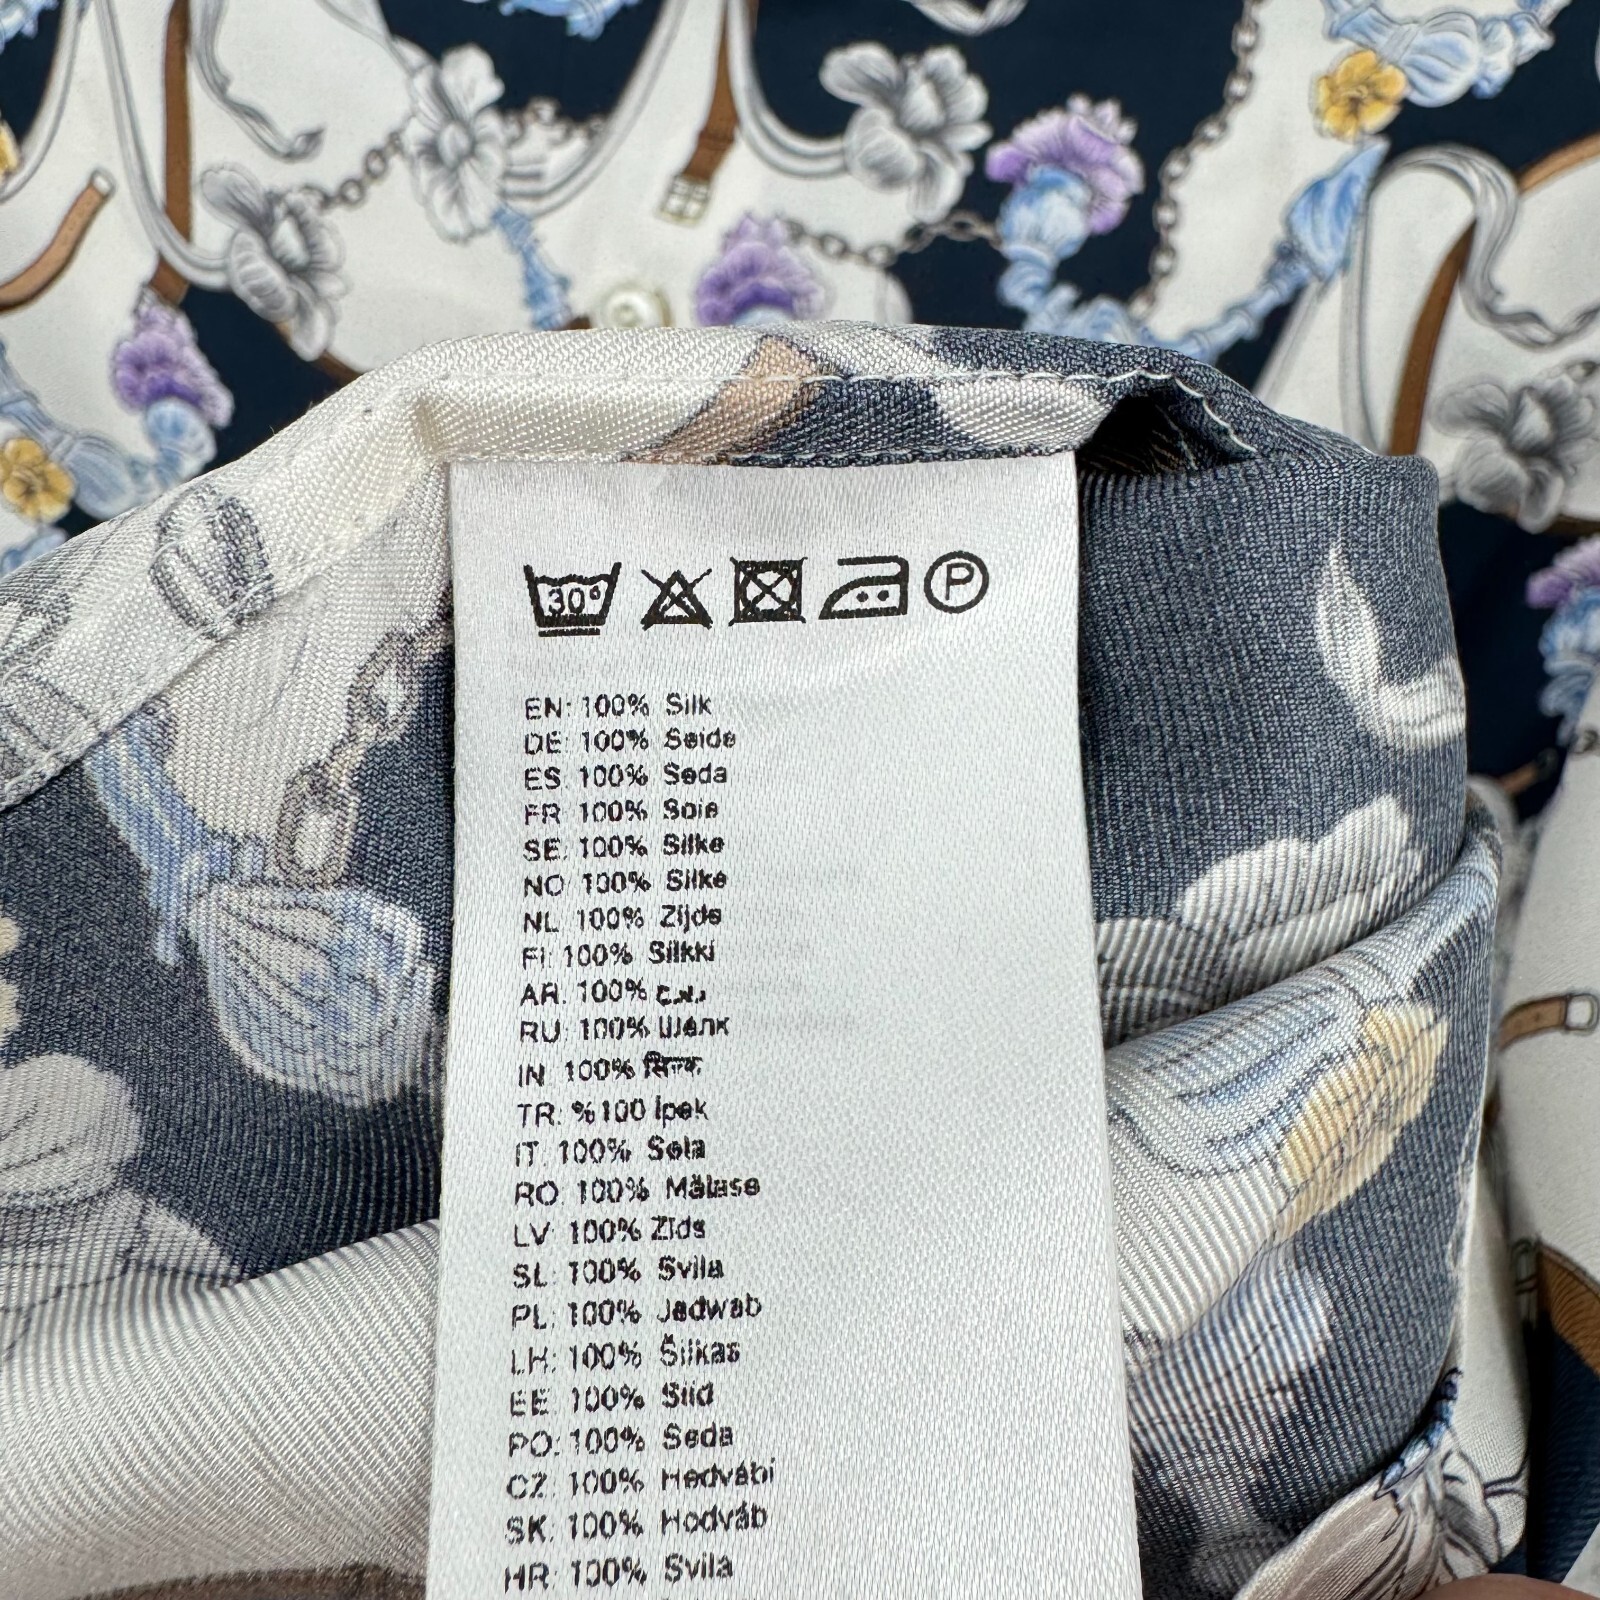 30°
P
EN: 100% Silk
DE: 100% Seide
ES: 100% Seda
FR: 100% Soie
SE: 100% Silke
NO: 100% Silke
NL: 100% Zijde
FI: 100% Silkki
AR: 100%
RU: 100% Шёлк
IN: 100%
TR: %100 İpek
IT: 100% Seta
RO: 100% Mătase
LV: 100% Zīds
SL: 100% Svila
PL: 100% Jedwab
LH: 100% Šilkas
EE: 100% Siid
PO: 100% Seda
CZ: 100% Hedvábí
SK: 100% Hodváb
HR: 100% Svila